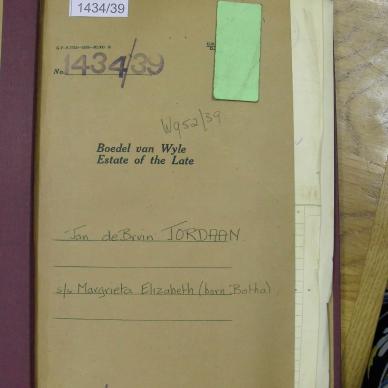 1434/39
No. 1434/39
W952/39
Boedel van Wyle
Estate of the Late
Jan de Bruin JORDAAN
s/s Margrieta Elizabeth (born Botha)